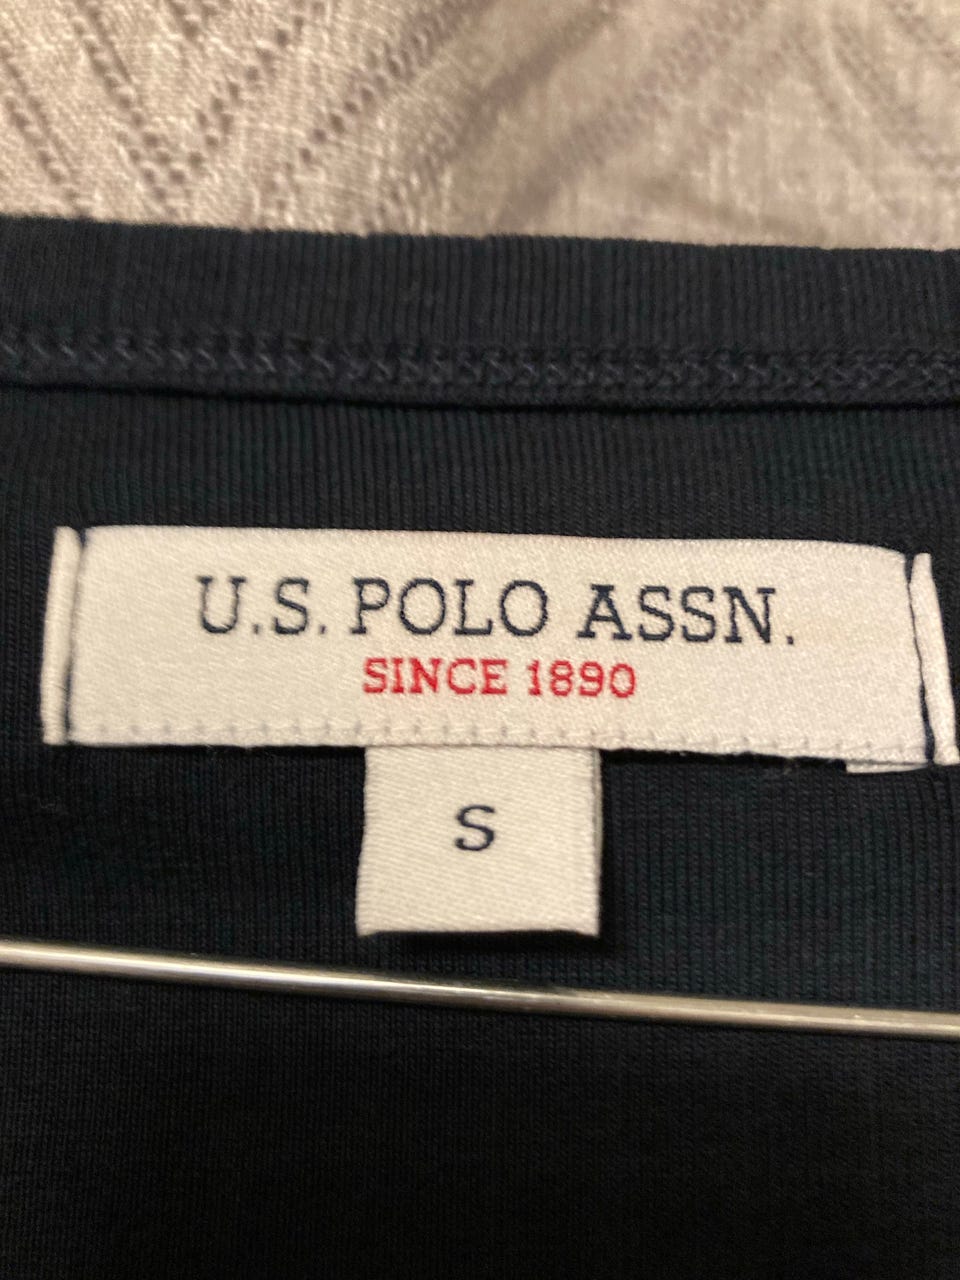 U.S. POLO ASSN.
SINCE 1890
S